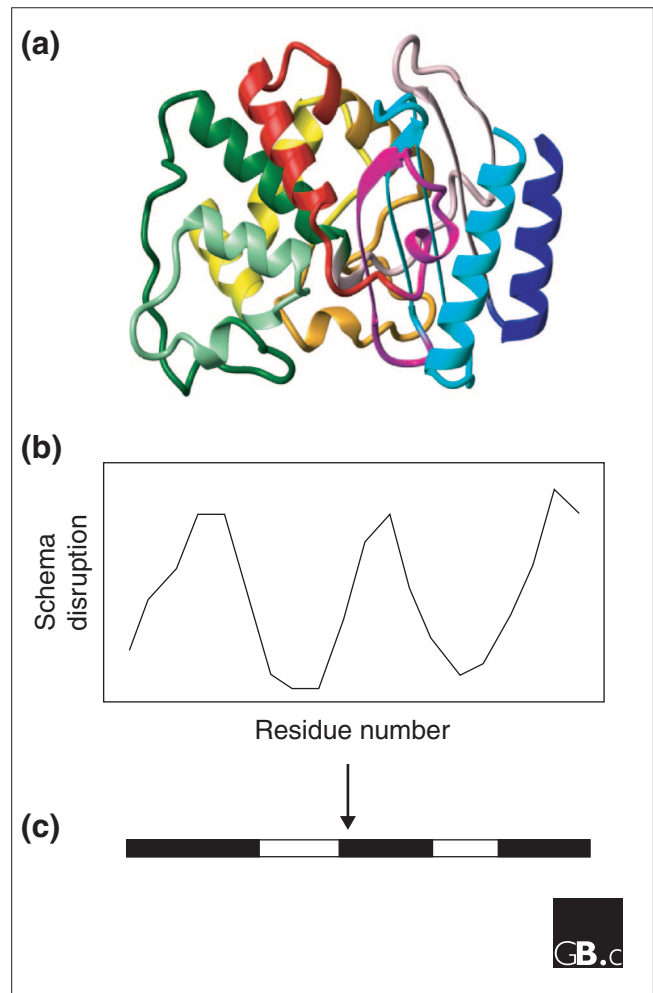 (a)
(b)
Schema
disruption
Residue number
(c)
GB.c